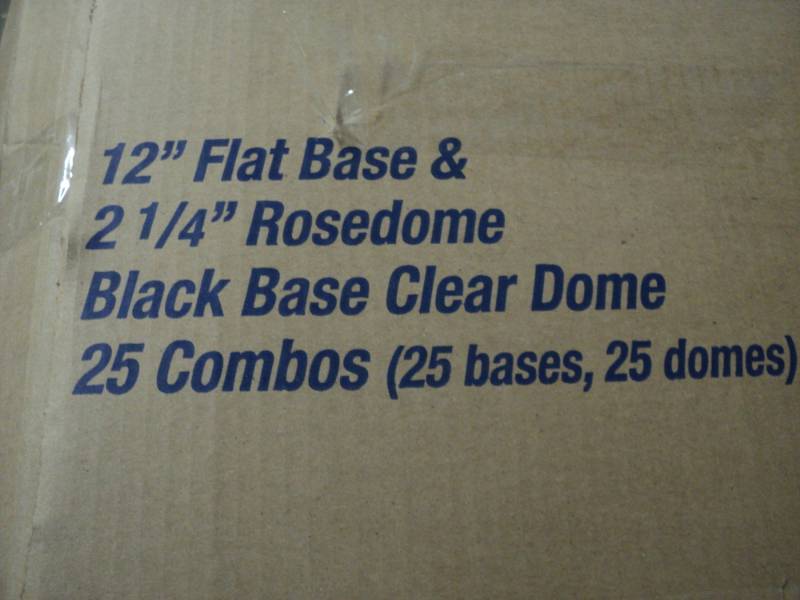 12” Flat Base &
2 1/4” Rosedome
Black Base Clear Dome
25 Combos (25 bases, 25 domes)